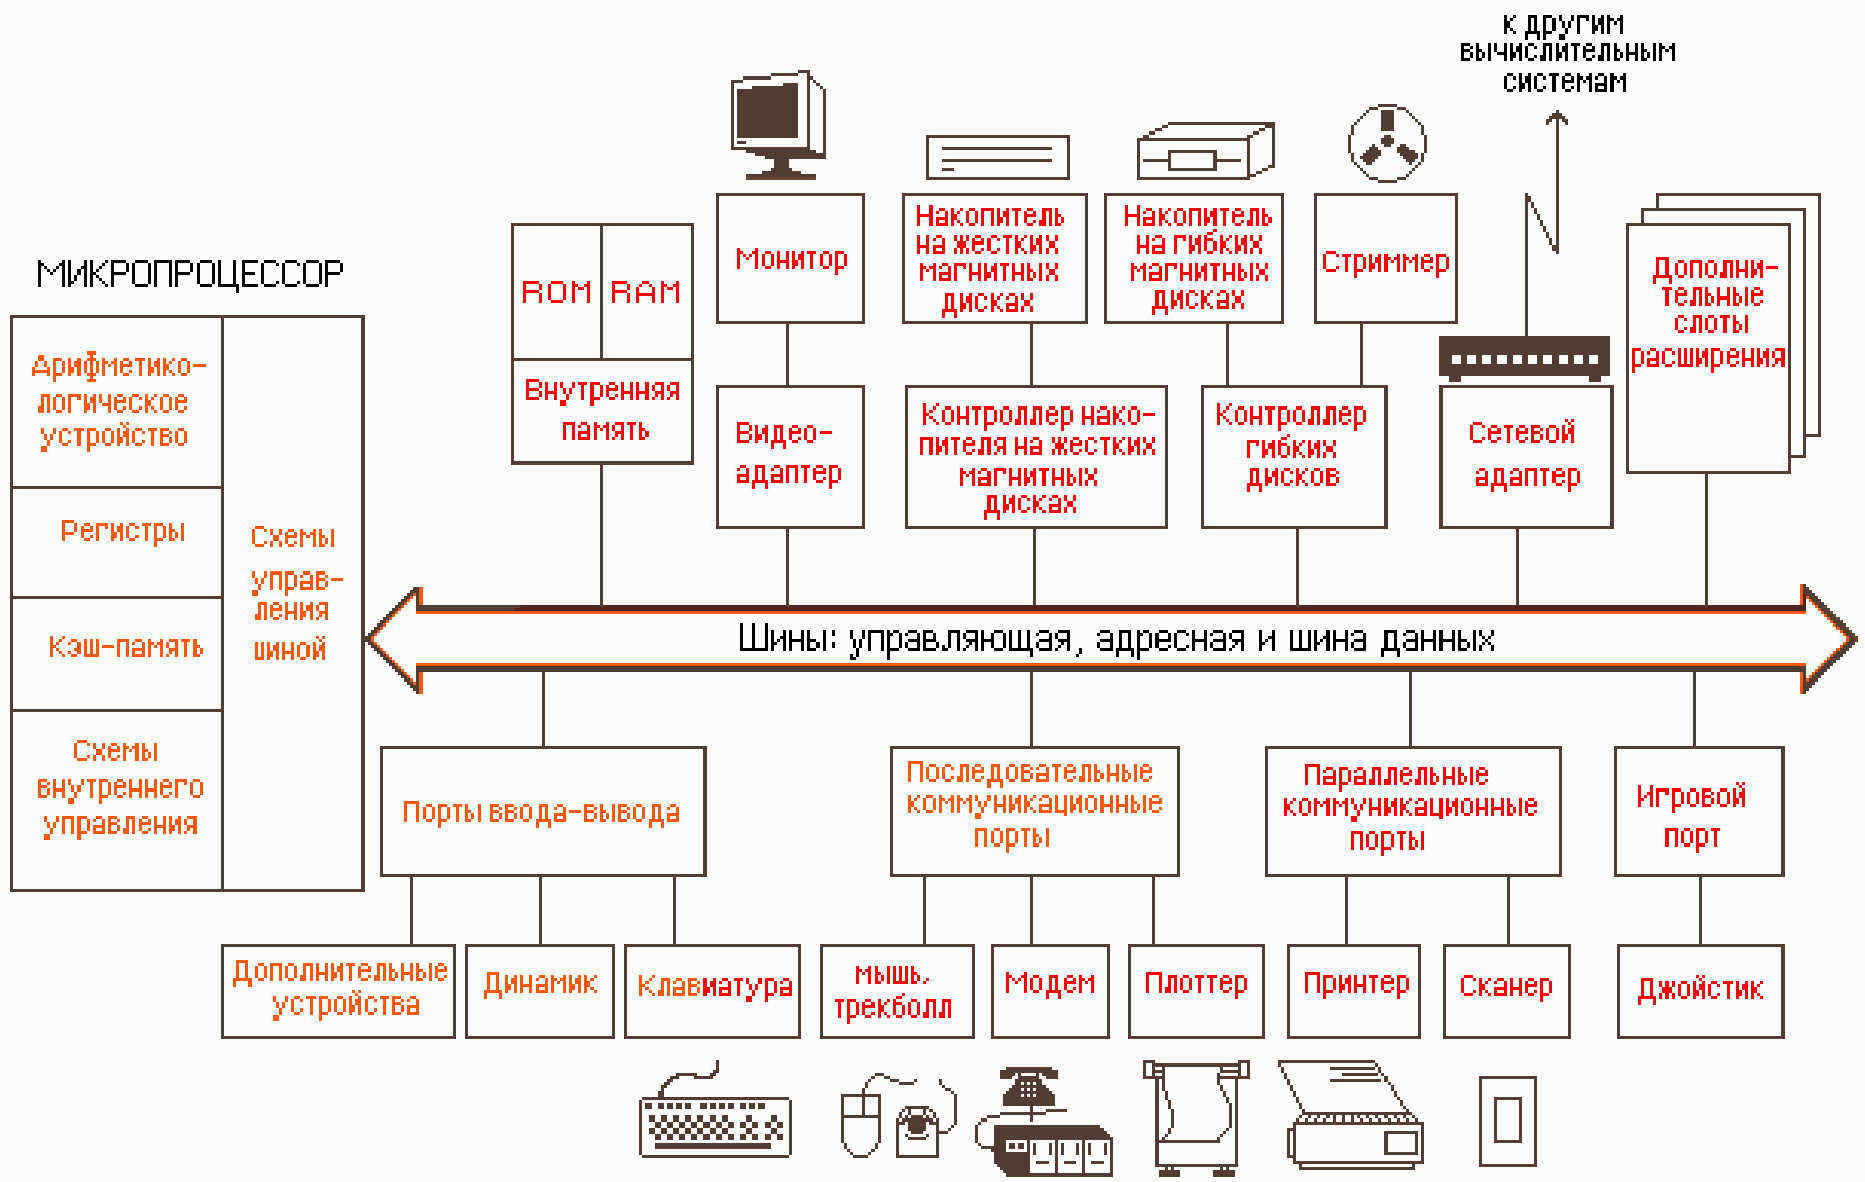 к другим
вычислительным
системам
МИКРОПРОЦЕССОР
Арифметико-
логическое
устройство
Регистры
Кэш-память
Схемы
внутреннего
управления
Схемы
управ-
ления
шиной
ROM
RAM
Внутренняя
память
Монитор
Видео-
адаптер
Накопитель
на жестких
магнитных
дисках
Контроллер нако-
пителя на жестких
магнитных
дисках
Накопитель
на гибких
магнитных
дисках
Стриммер
Контроллер
гибких
дисков
Сетевой
адаптер
Дополни-
тельные
слоты
расширения
Шины: управляющая, адресная и шина данных
Порты ввода-вывода
Последовательные
коммуникационные
порты
Параллельные
коммуникационные
порты
Игровой
порт
Дополнительные
устройства
Динамик
Клавиатура
мышь,
трекболл
Модем
Плоттер
Принтер
Сканер
Джойстик